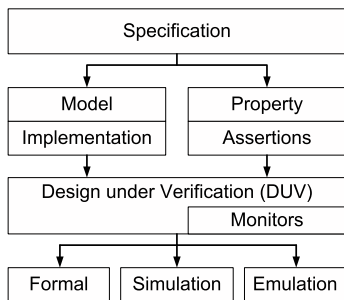 Specification
Model
Property
Implementation
Assertions
Design under Verification (DUV)
Monitors
Formal
Simulation
Emulation